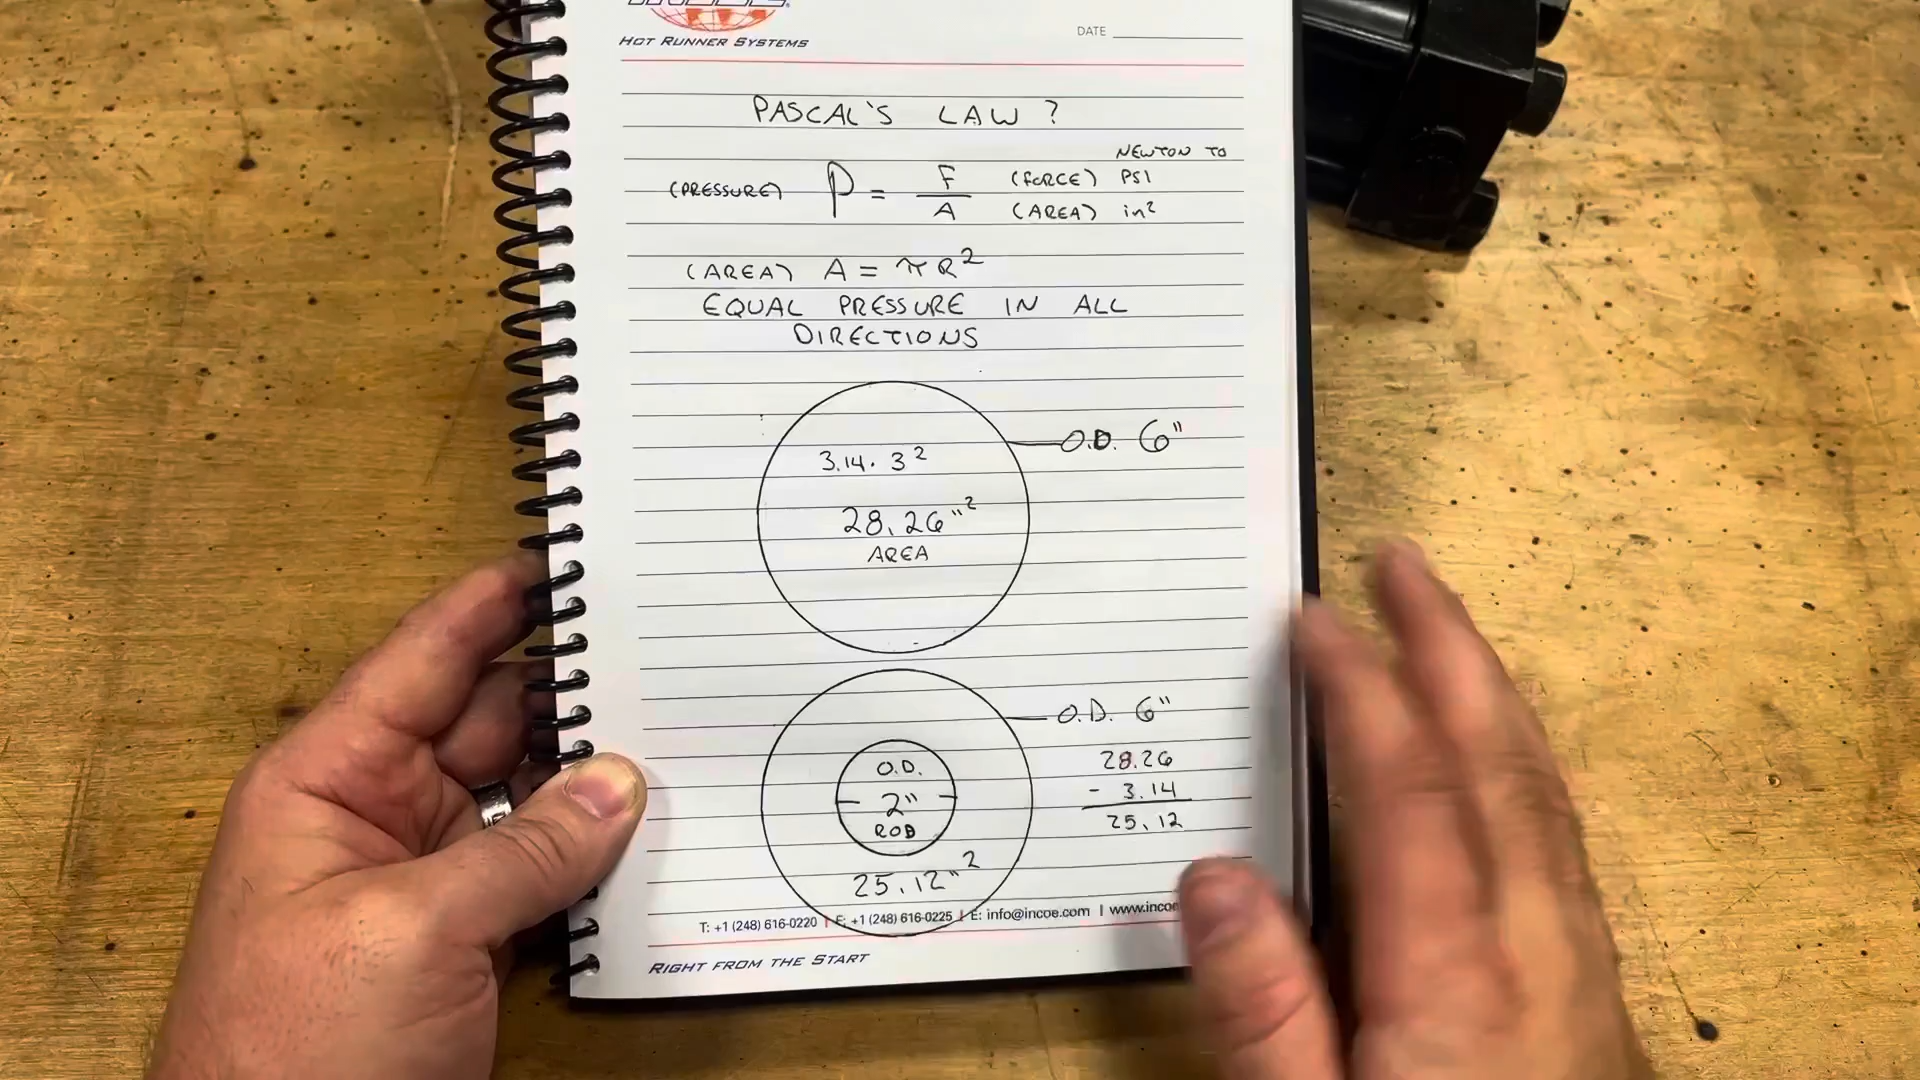 HOT RUNNER SYSTEMS
DATE
PASCAL'S LAW ?
NEWTON TO
(PRESSURE) P = F/A (FORCE) PSI
(AREA) in²
(AREA) A = πR²
EQUAL PRESSURE IN ALL
DIRECTIONS
O.D. 6"
3.14 · 3²
28.26"²
AREA
O.D. 6"
O.D.
2"
ROD
28.26
- 3.14
25.12
25.12"²
T: +1 (248) 616-0220 | F: +1 (248) 616-0225 | E: info@incoe.com | www.incoe
RIGHT FROM THE START